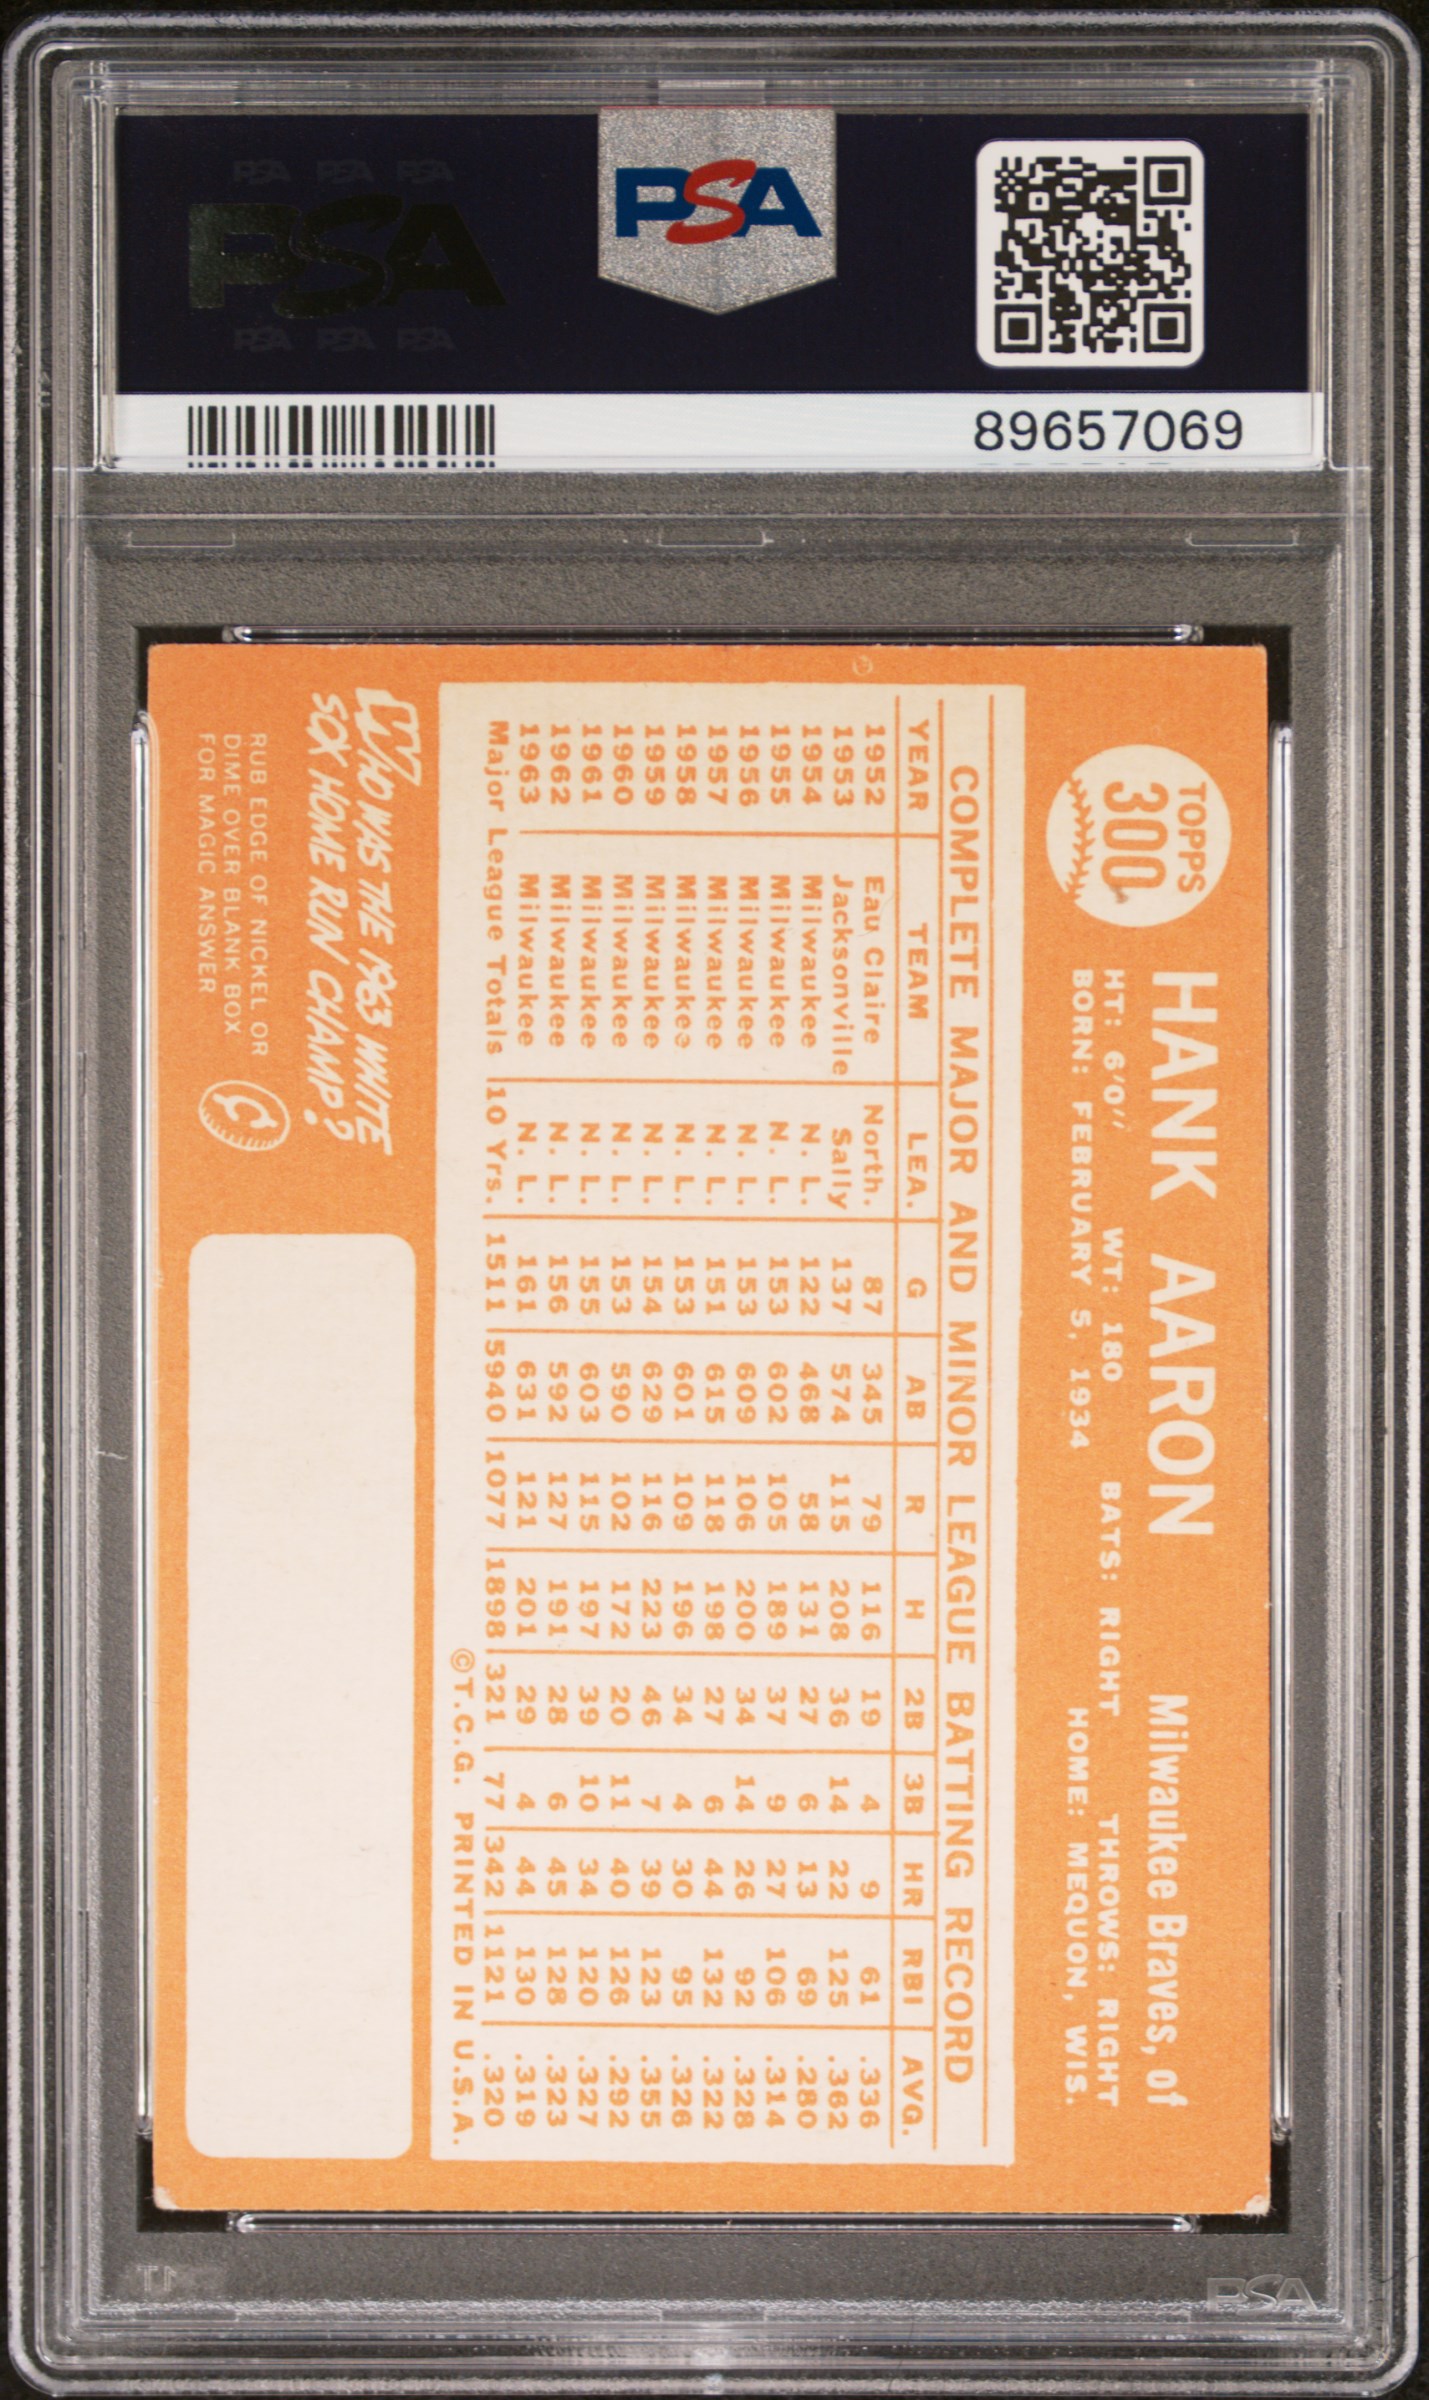 PSA PSA PSA
PSA
PSA PSA PSA
PSA
89657069
TOPPS
300
HANK AARON
Milwaukee Braves, of
HT: 6'0" WT: 180 BATS: RIGHT THROWS: RIGHT
BORN: FEBRUARY 5, 1934 HOME: MEQUON, WIS.
COMPLETE MAJOR AND MINOR LEAGUE BATTING RECORD
YEAR TEAM LEA. G AB R H 2B 3B HR RBI AVG.
1952 Eau Claire North. 87 345 79 116 19 4 9 61 .336
1953 Jacksonville Sally 137 574 115 208 36 14 22 125 .362
1954 Milwaukee N. L. 122 468 58 131 27 6 13 69 .280
1955 Milwaukee N. L. 153 602 105 189 37 9 27 106 .314
1956 Milwaukee N. L. 153 609 106 200 34 14 26 92 .328
1957 Milwaukee N. L. 151 615 118 198 27 6 44 132 .322
1958 Milwaukee N. L. 153 601 109 196 34 4 30 95 .326
1959 Milwaukee N. L. 154 629 116 223 46 7 39 123 .355
1960 Milwaukee N. L. 153 590 102 172 20 11 40 126 .292
1961 Milwaukee N. L. 155 603 115 197 39 10 34 120 .327
1962 Milwaukee N. L. 156 592 127 191 28 6 45 128 .323
1963 Milwaukee N. L. 161 631 121 201 29 4 44 130 .319
Major League Totals 10 Yrs. 1511 5940 1077 1898 321 77 342 1121 .320
©T.C.G. PRINTED IN U.S.A.
WHO WAS THE 1963 WHITE
SOX HOME RUN CHAMP?
RUB EDGE OF NICKEL OR
DIME OVER BLANK BOX
FOR MAGIC ANSWER
PSA